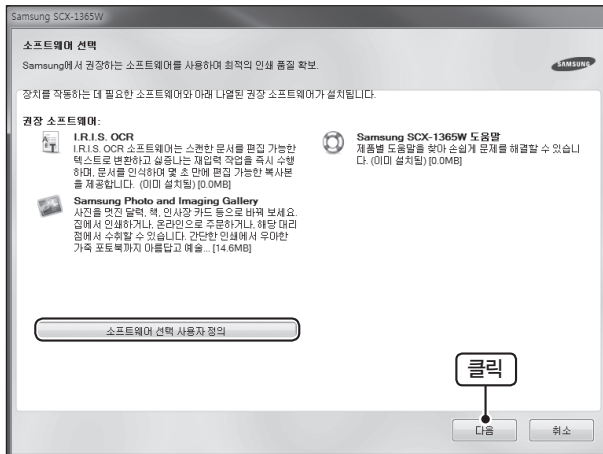 Samsung SCX-1365W
소프트웨어 선택
Samsung에서 권장하는 소프트웨어를 사용하여 최적의 인쇄 품질 확보.
SAMSUNG
장치를 작동하는 데 필요한 소프트웨어와 아래 나열된 권장 소프트웨어가 설치됩니다.
권장 소프트웨어:
I.R.I.S. OCR
I.R.I.S. OCR 소프트웨어는 스캔한 문서를 편집 가능한
텍스트로 변환하고 싫증나는 재입력 작업을 즉시 수행
하며, 문서를 인식하여 몇 초 만에 편집 가능한 복사본
을 제공합니다. (이미 설치됨) [0.0MB]
Samsung Photo and Imaging Gallery
사진을 멋진 달력, 책, 인사장 카드 등으로 바꿔 보세요.
집에서 인쇄하거나, 온라인으로 주문하거나, 해당 대리
점에서 수취할 수 있습니다. 간단한 인쇄에서 우아한
가죽 포토북까지 아름답고 예술... [14.6MB]
Samsung SCX-1365W 도움말
제품별 도움말을 찾아 손쉽게 문제를 해결할 수 있습니
다. (이미 설치됨) [0.0MB]
소프트웨어 선택 사용자 정의
클릭
다음
취소